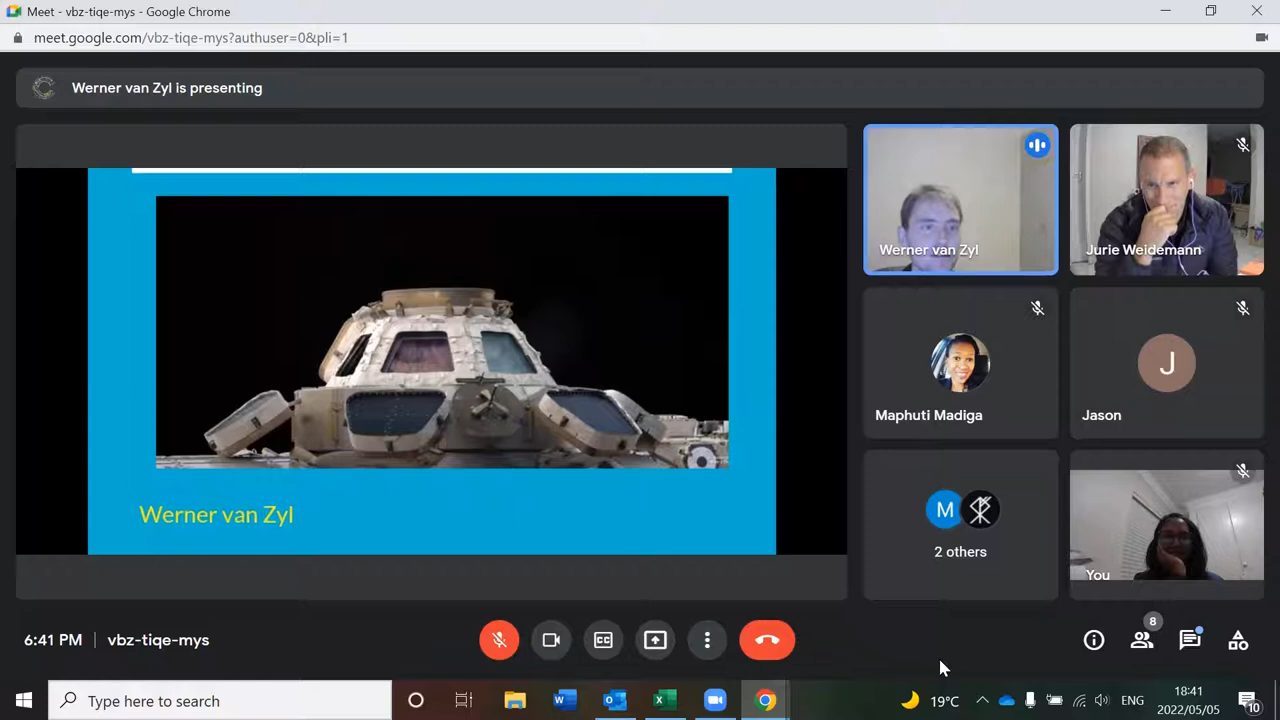 Meet - vbz-tiqe-mys - Google Chrome
meet.google.com/vbz-tiqe-mys?authuser=0&pli=1
Werner van Zyl is presenting
Werner van Zyl
Jurie Weidemann
Maphuti Madiga
J
Jason
M
2 others
You
Werner van Zyl
6:41 PM | vbz-tiqe-mys
CC
8
Type here to search
19°C
ENG
18:41
2022/05/05
10